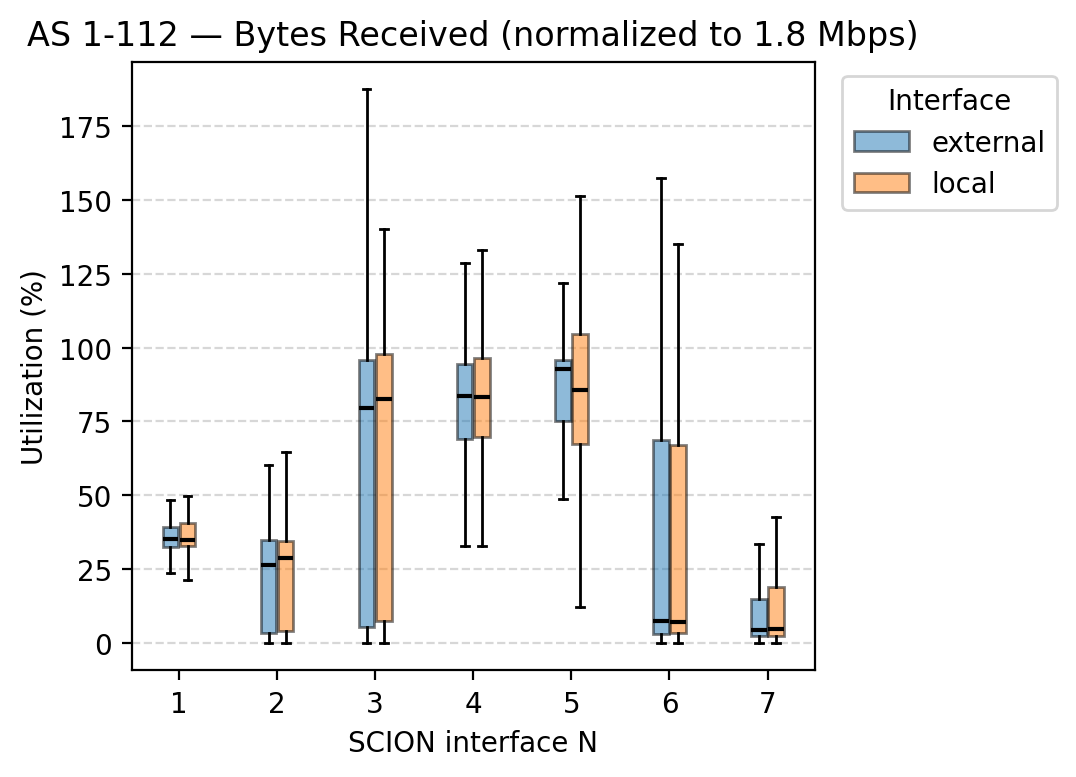 AS 1-112 — Bytes Received (normalized to 1.8 Mbps)
Interface
external
local
Utilization (%)
175
150
125
100
75
50
25
0
1 2 3 4 5 6 7
SCION interface N